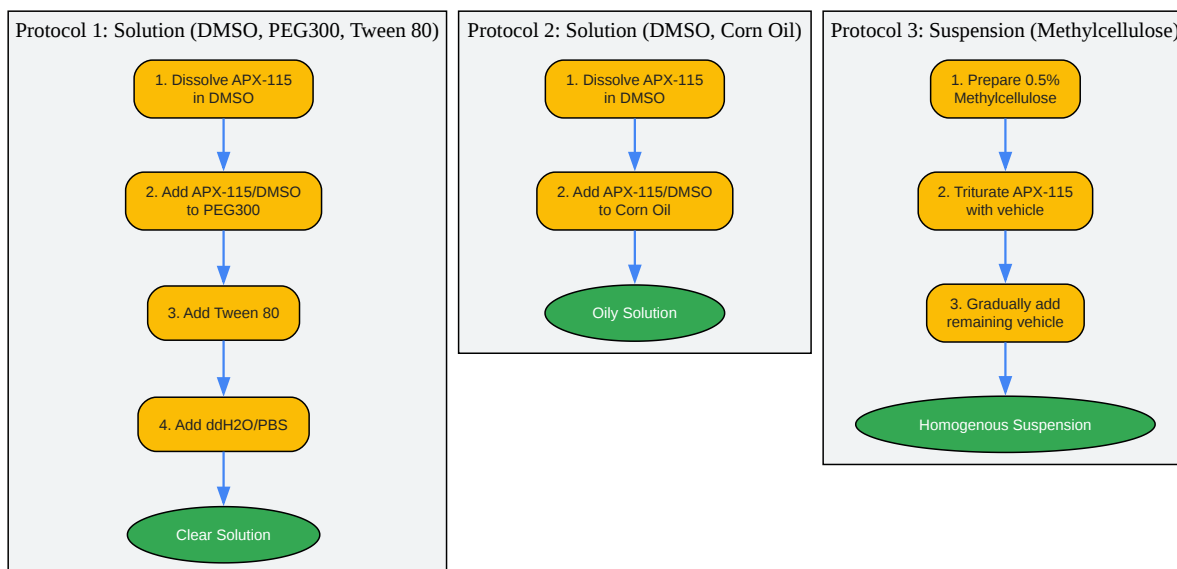 Protocol 1: Solution (DMSO, PEG300, Tween 80)
1. Dissolve APX-115
in DMSO
2. Add APX-115/DMSO
to PEG300
3. Add Tween 80
4. Add ddH2O/PBS
Clear Solution
Protocol 2: Solution (DMSO, Corn Oil)
1. Dissolve APX-115
in DMSO
2. Add APX-115/DMSO
to Corn Oil
Oily Solution
Protocol 3: Suspension (Methylcellulose)
1. Prepare 0.5%
Methylcellulose
2. Triturate APX-115
with vehicle
3. Gradually add
remaining vehicle
Homogenous Suspension